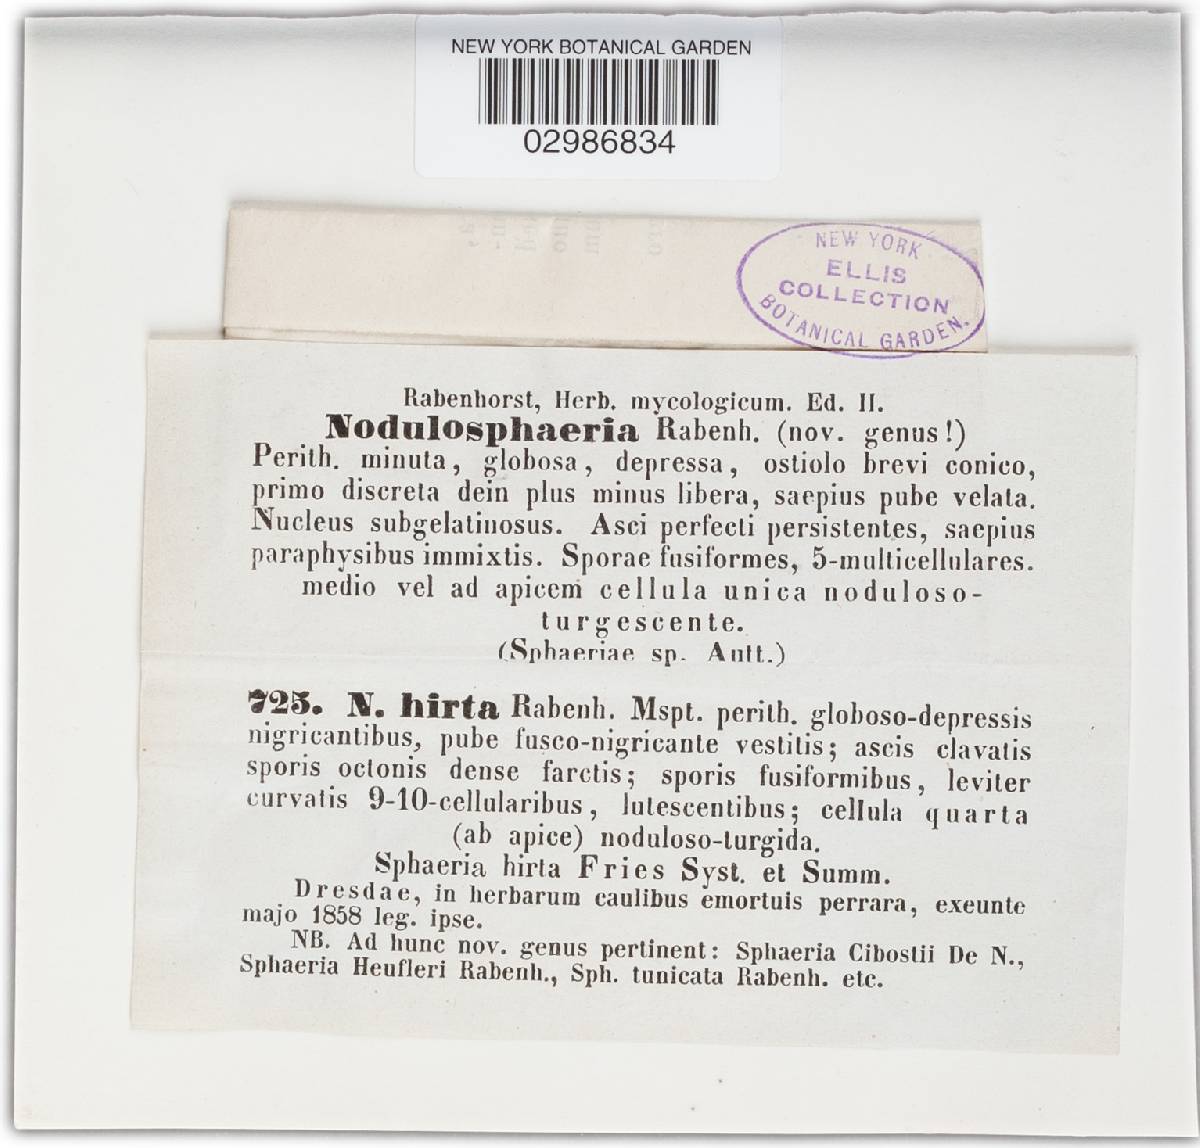 NEW YORK BOTANICAL GARDEN
02986834
NEW YORK
ELLIS
COLLECTION
BOTANICAL GARDEN.
Rabenhorst, Herb. mycologicum. Ed. II.
Nodulosphaeria Rabenh. (nov. genus!)
Perith. minuta, globosa, depressa, ostiolo brevi conico,
primo discreta dein plus minus libera, saepius pube velata.
Nucleus subgelatinosus. Asci perfecti persistentes, saepius
paraphysibus immixtis. Sporae fusiformes, 5-multicellulares.
medio vel ad apicem cellula unica noduloso-
turgescente.
(Sphaeriae sp. Autt.)
725. N. hirta Rabenh. Mspt. perith. globoso-depressis
nigricantibus, pube fusco-nigricante vestitis; ascis clavatis
sporis octonis dense farctis; sporis fusiformibus, leviter
curvatis 9-10-cellularibus, lutescentibus; cellula quarta
(ab apice) noduloso-turgida.
Sphaeria hirta Fries Syst. et Summ.
Dresdae, in herbarum caulibus emortuis perrara, exeunte
majo 1858 leg. ipse.
NB. Ad hunc nov. genus pertinent: Sphaeria Cibostii De N.,
Sphaeria Heufleri Rabenh., Sph. tunicata Rabenh. etc.